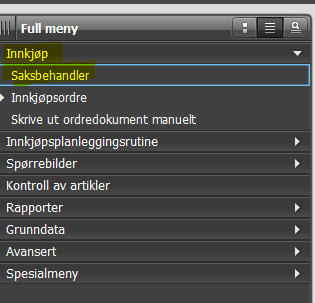 Full meny
Innkjøp
Saksbehandler
Innkjøpsordre
Skrive ut ordredokument manuelt
Innkjøpsplanleggingsrutine
Spørrebilder
Kontroll av artikler
Rapporter
Grunndata
Avansert
Spesialmeny